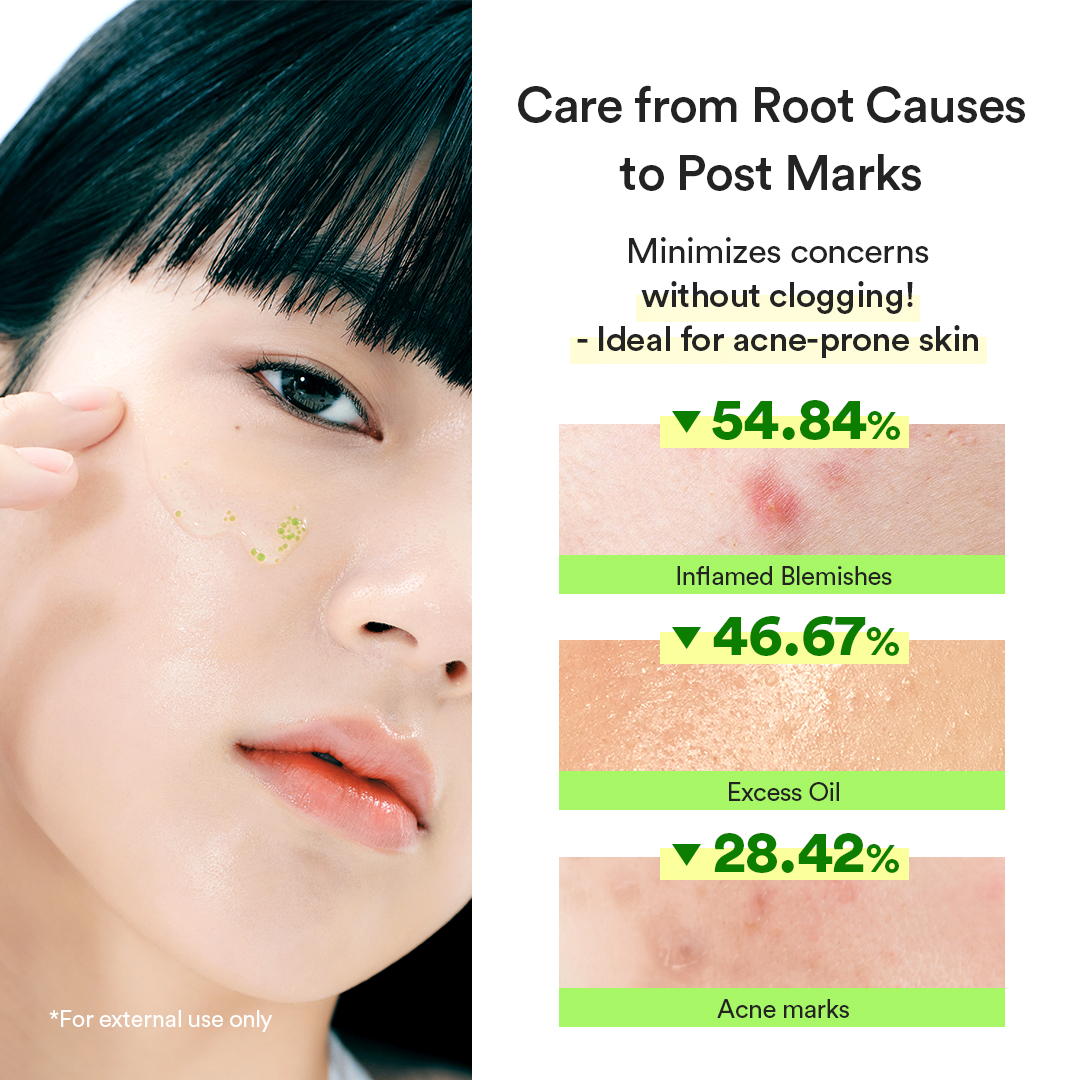 Care from Root Causes
to Post Marks
Minimizes concerns
without clogging!
- Ideal for acne-prone skin
▼ 54.84%
Inflamed Blemishes
▼ 46.67%
Excess Oil
▼ 28.42%
Acne marks
*For external use only